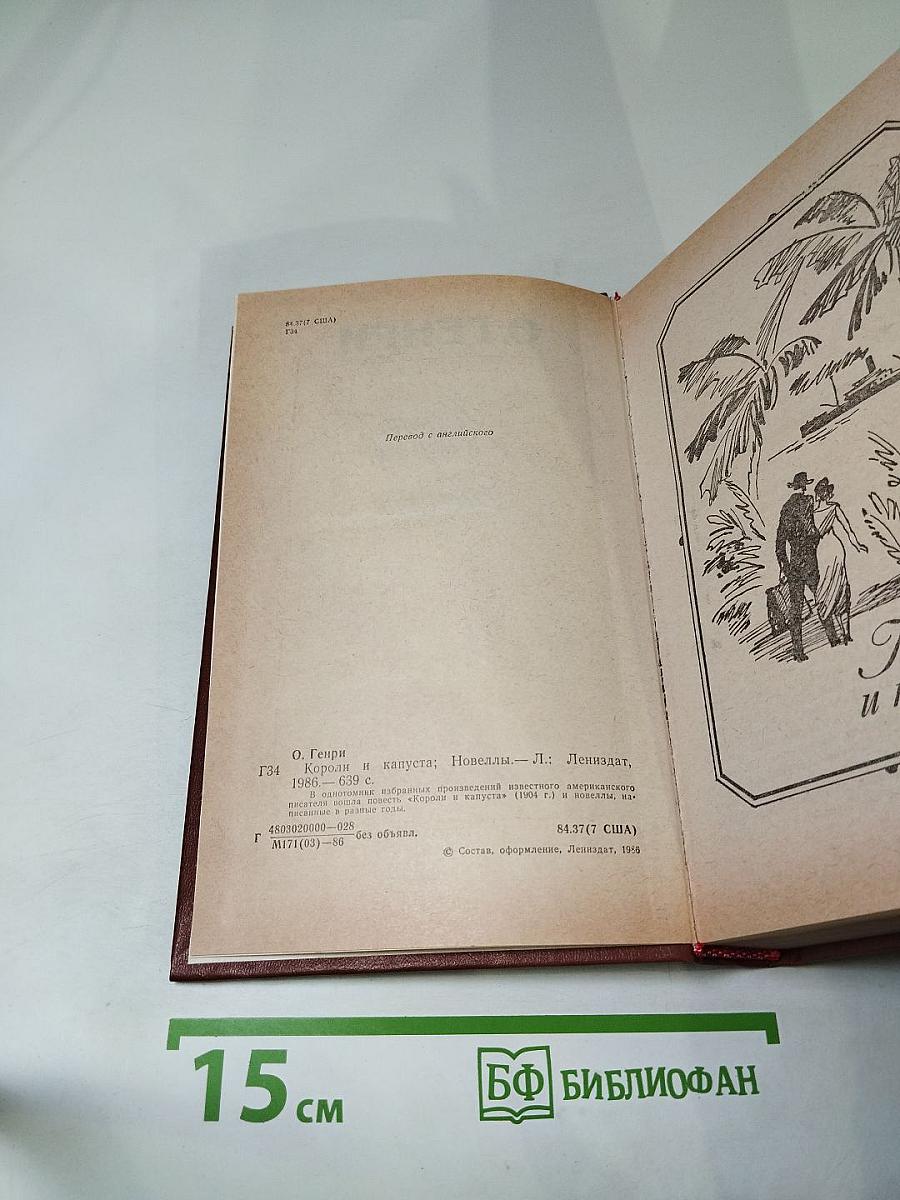 84.37(7 США)
Г34
Перевод с английского
О. Генри
Г34 Короли и капуста; Новеллы.— Л.: Лениздат,
1986.— 639 с.
В однотомник избранных произведений известного американского
писателя вошла повесть «Короли и капуста» (1904 г.) и новеллы, на-
писанные в разные годы.
Г 4803020000—028
М171(03)—86 без объявл. 84.37(7 США)
© Состав, оформление, Лениздат, 1986
и
15 см
БФ БИБЛИОФАН